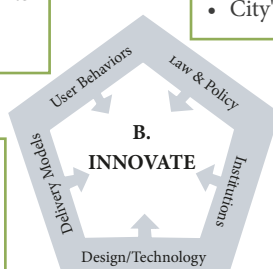 • City'
User Behaviors
Law & Policy
B.
INNOVATE
Delivery Models
Institutions
Design/Technology